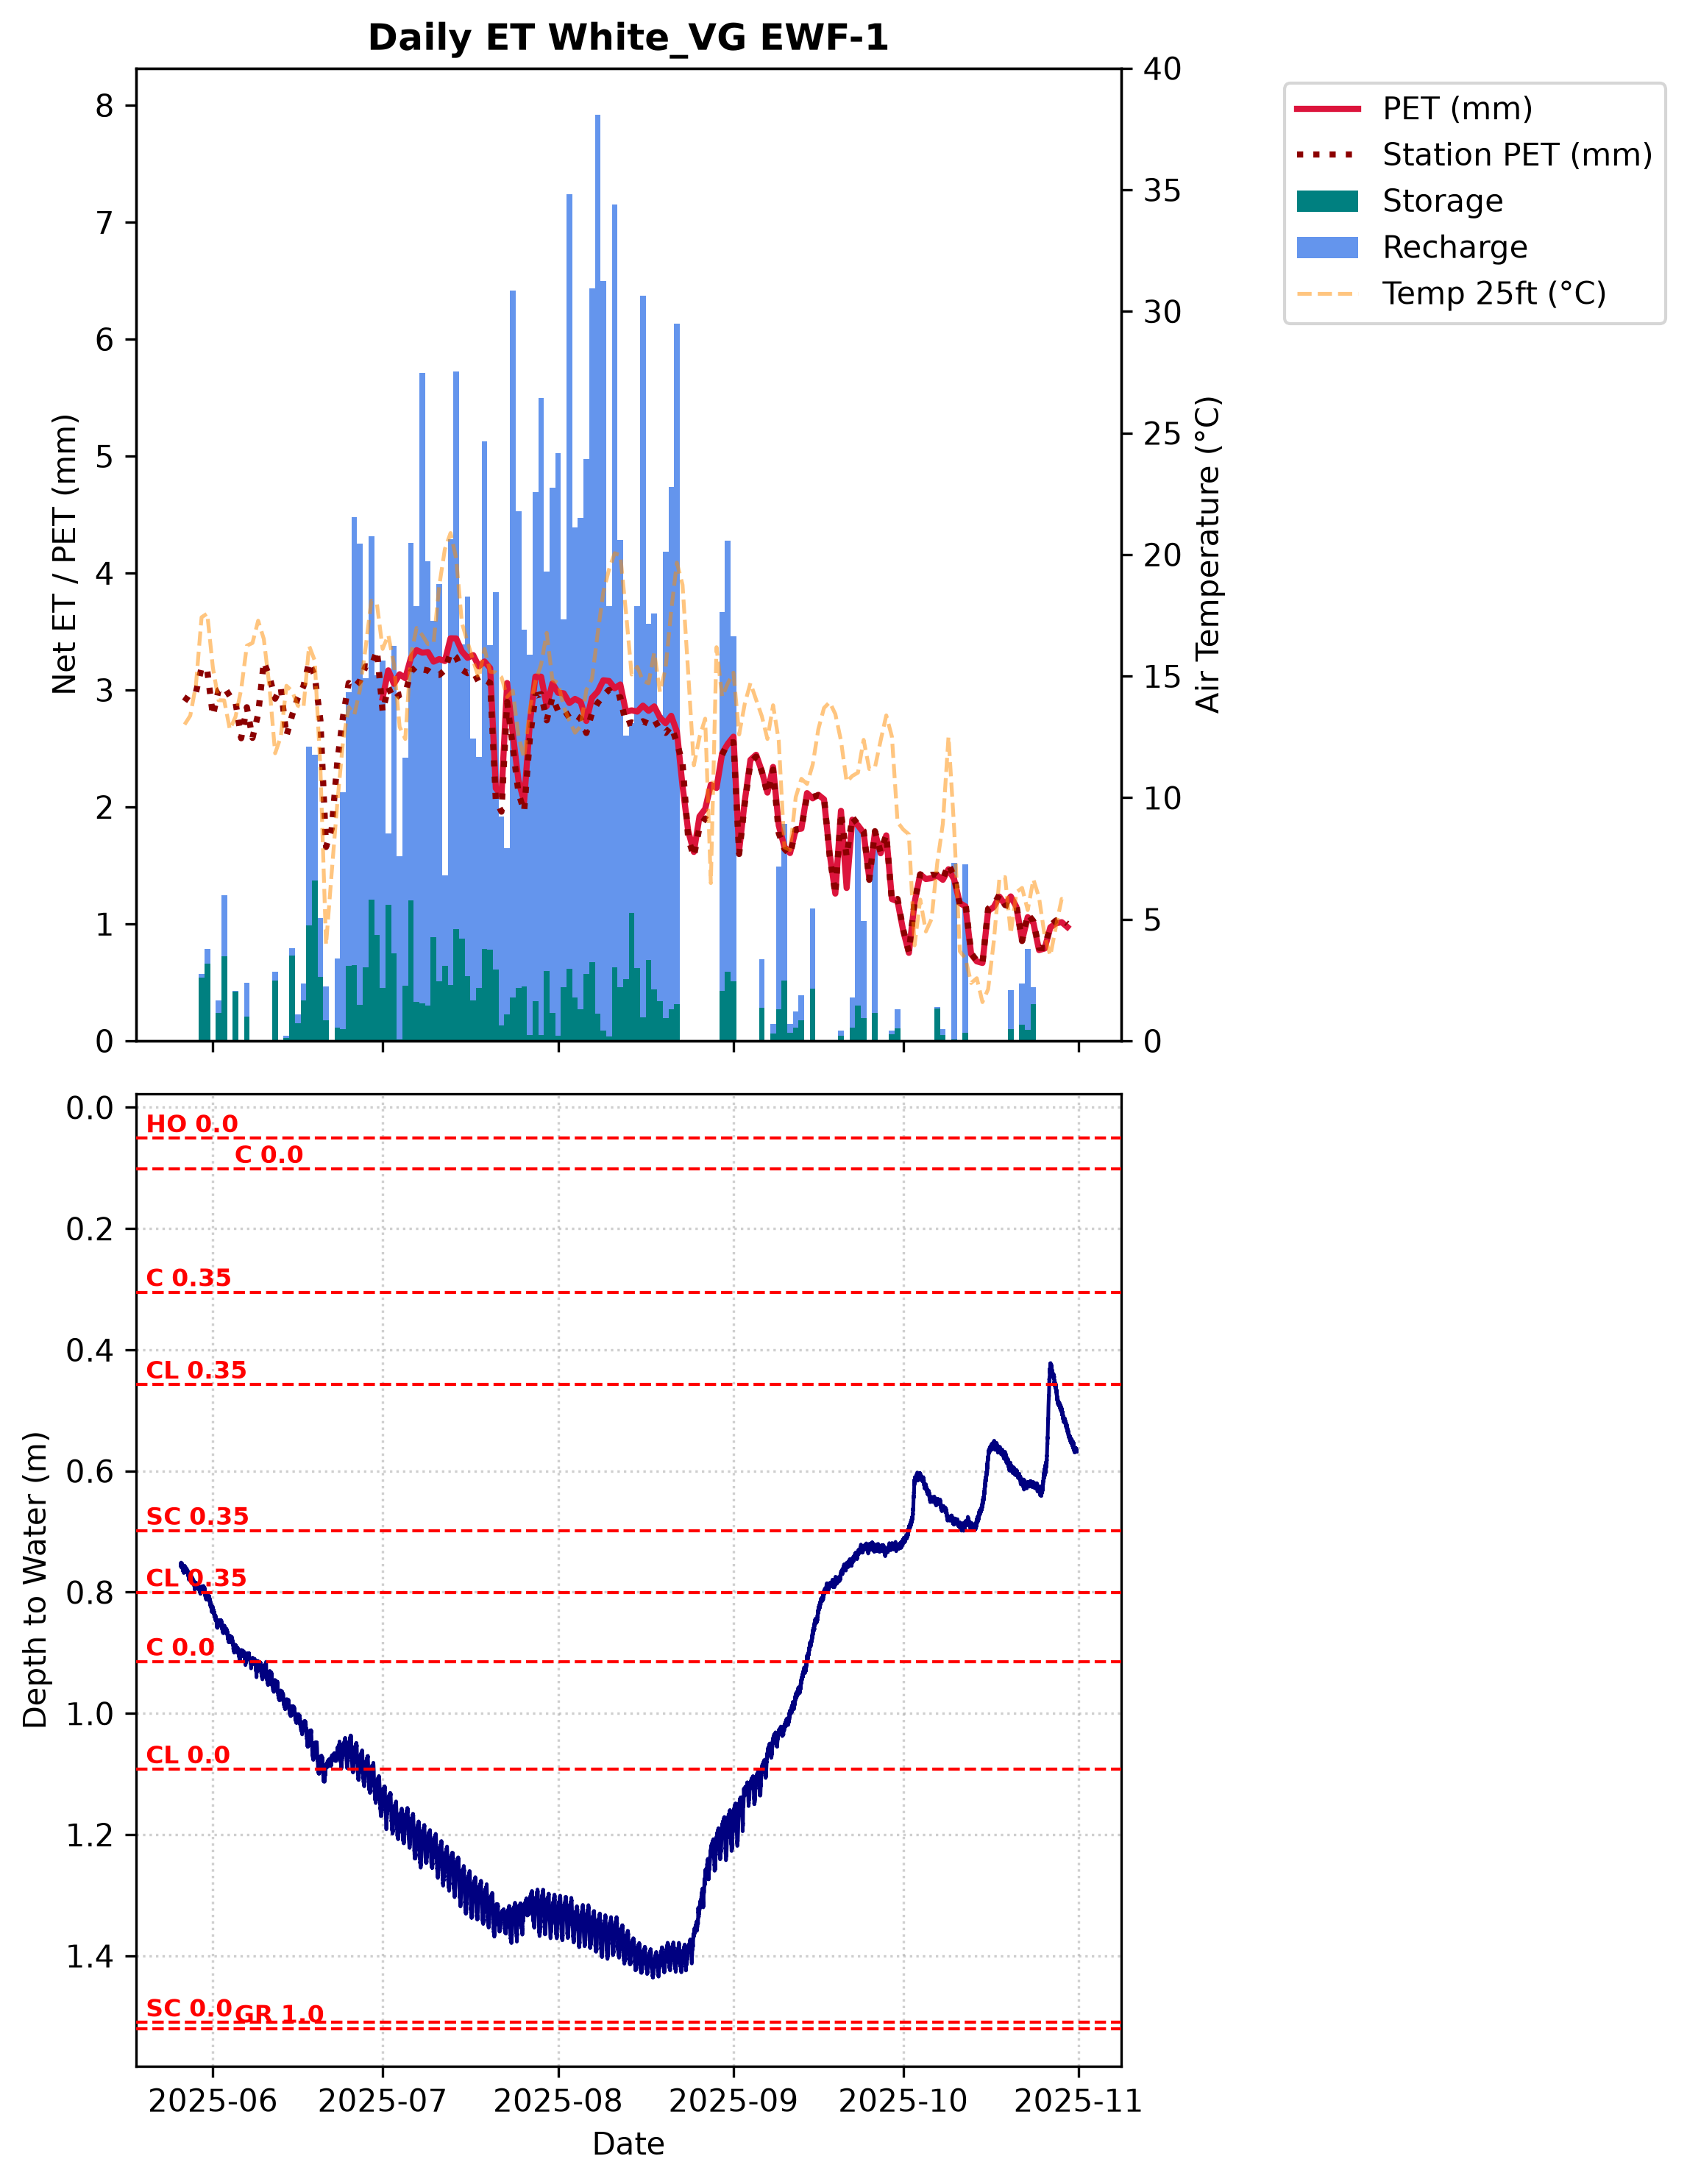 Daily ET White_VG EWF-1
Net ET / PET (mm)
8
7
6
5
4
3
2
1
0
40
35
30
25
20
15
10
5
0
Air Temperature (°C)
PET (mm)
Station PET (mm)
Storage
Recharge
Temp 25ft (°C)
Depth to Water (m)
0.0
0.2
0.4
0.6
0.8
1.0
1.2
1.4
HO 0.0
C 0.0
C 0.35
CL 0.35
SC 0.35
CL 0.35
C 0.0
CL 0.0
SC 0.0
GR 1.0
2025-06
2025-07
2025-08
2025-09
2025-10
2025-11
Date